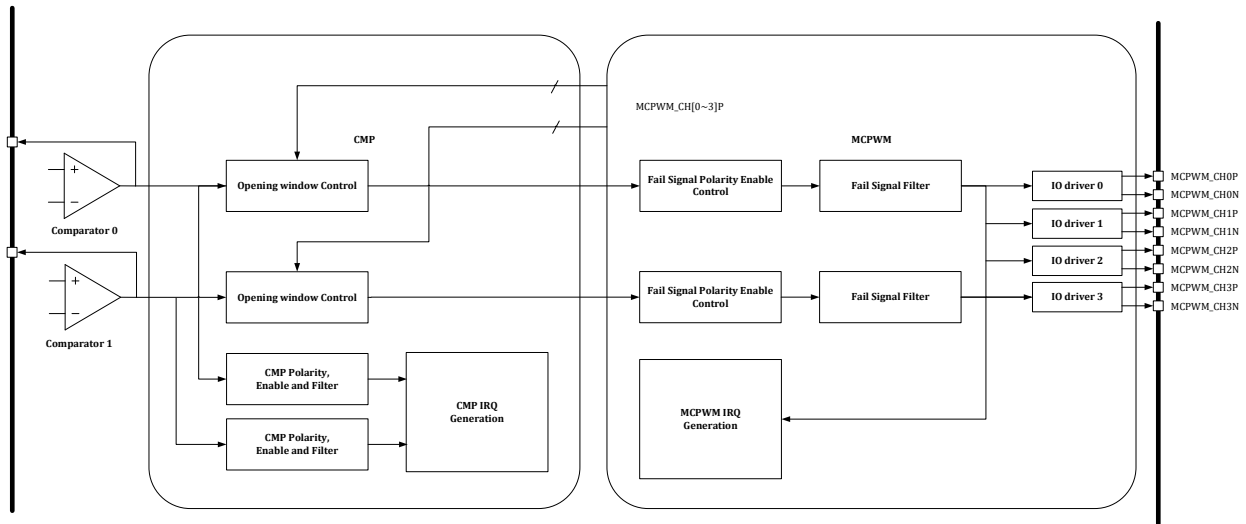 MCPWM_CH[0~3]P
CMP
MCPWM
+
−
Comparator 0
Opening window Control
Fail Signal Polarity Enable
Control
Fail Signal Filter
IO driver 0
MCPWM_CH0P
MCPWM_CH0N
IO driver 1
MCPWM_CH1P
MCPWM_CH1N
+
−
Comparator 1
Opening window Control
Fail Signal Polarity Enable
Control
Fail Signal Filter
IO driver 2
MCPWM_CH2P
MCPWM_CH2N
IO driver 3
MCPWM_CH3P
MCPWM_CH3N
CMP Polarity,
Enable and Filter
CMP Polarity,
Enable and Filter
CMP IRQ
Generation
MCPWM IRQ
Generation